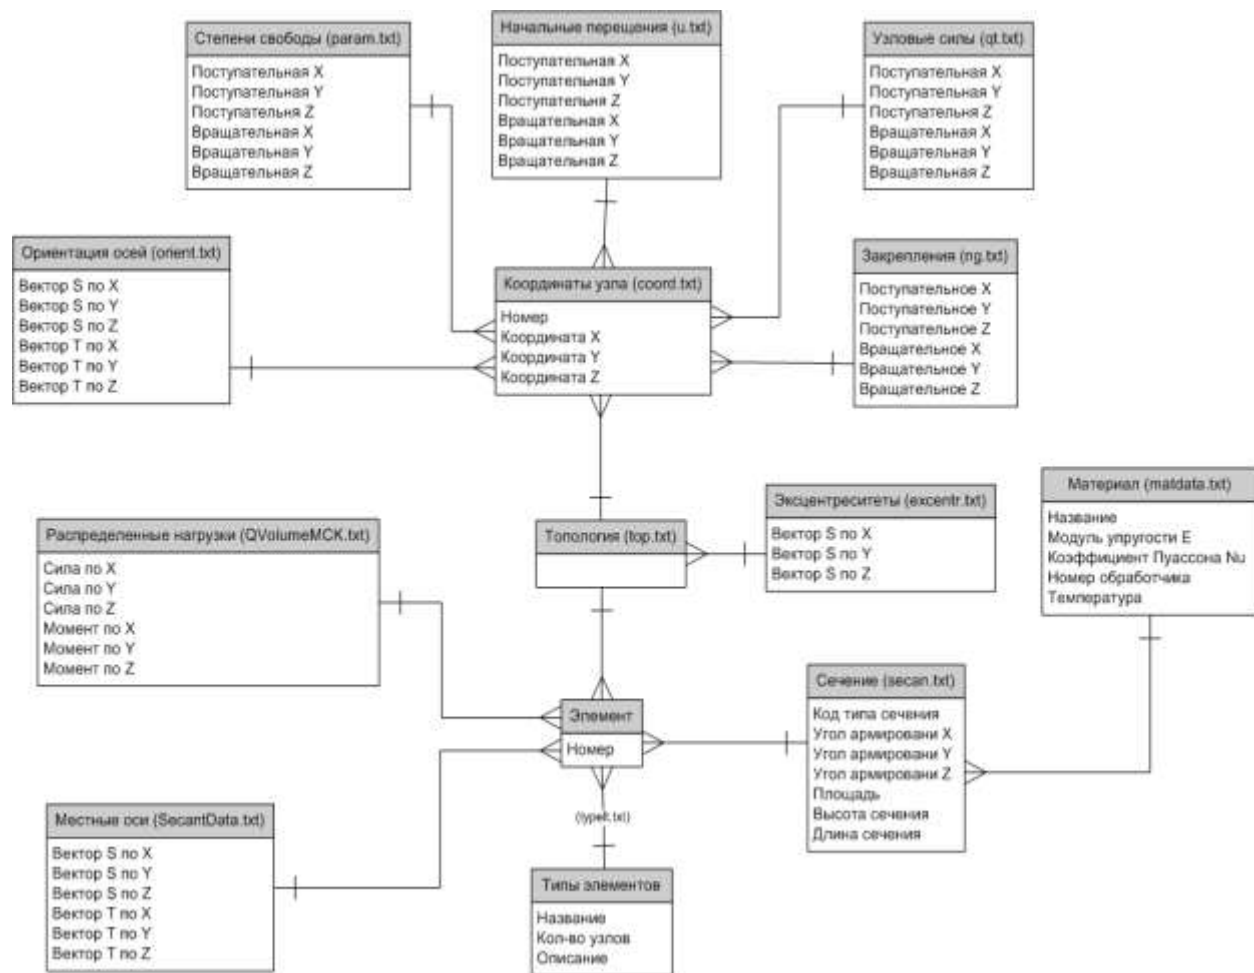 Степени свободы (param.txt)
Поступательная X
Поступательная Y
Поступательня Z
Вращательная X
Вращательная Y
Вращательная Z
Начальные перещения (u.txt)
Поступательная X
Поступательная Y
Поступательня Z
Вращательная X
Вращательная Y
Вращательная Z
Узловые силы (qt.txt)
Поступательная X
Поступательная Y
Поступательня Z
Вращательная X
Вращательная Y
Вращательная Z
Ориентация осей (orient.txt)
Вектор S по X
Вектор S по Y
Вектор S по Z
Вектор T по X
Вектор T по Y
Вектор T по Z
Координаты узла (coord.txt)
Номер
Координата X
Координата Y
Координата Z
Закрепления (ng.txt)
Поступательное X
Поступательное Y
Поступательное Z
Вращательное X
Вращательное Y
Вращательное Z
Распределенные нагрузки (QVolumeMCK.txt)
Сила по X
Сила по Y
Сила по Z
Момент по X
Момент по Y
Момент по Z
Топология (top.txt)
Эксцентреситеты (excentr.txt)
Вектор S по X
Вектор S по Y
Вектор S по Z
Материал (matdata.txt)
Название
Модуль упругости E
Коэффициент Пуассона Nu
Номер обработчика
Температура
Элемент
Номер
Сечение (secan.txt)
Код типа сечения
Угол армировани X
Угол армировани Y
Угол армировани Z
Площадь
Высота сечения
Длина сечения
Местные оси (SecantData.txt)
Вектор S по X
Вектор S по Y
Вектор S по Z
Вектор T по X
Вектор T по Y
Вектор T по Z
(typelt.txt)
Типы элементов
Название
Кол-во узлов
Описание